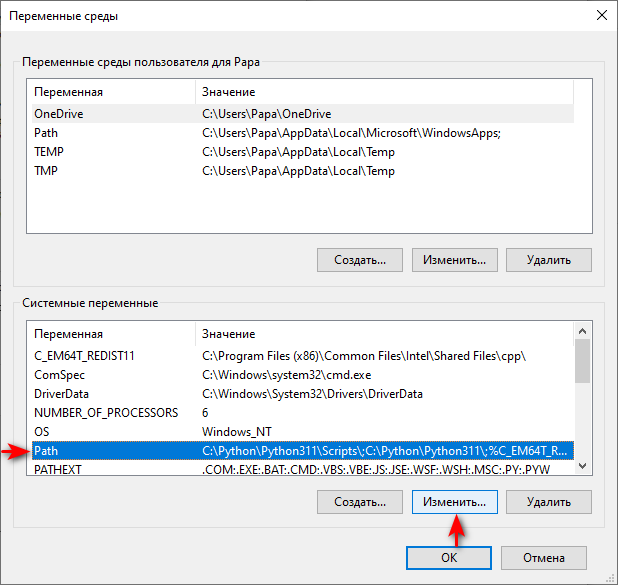 Переменные среды
Переменные среды пользователя для Papa
Переменная Значение
OneDrive C:\Users\Papa\OneDrive
Path C:\Users\Papa\AppData\Local\Microsoft\WindowsApps;
TEMP C:\Users\Papa\AppData\Local\Temp
TMP C:\Users\Papa\AppData\Local\Temp
Создать... Изменить... Удалить
Системные переменные
Переменная Значение
C_EM64T_REDIST11 C:\Program Files (x86)\Common Files\Intel\Shared Files\cpp\
ComSpec C:\Windows\system32\cmd.exe
DriverData C:\Windows\System32\Drivers\DriverData
NUMBER_OF_PROCESSORS 6
OS Windows_NT
Path C:\Python\Python311\Scripts\;C:\Python\Python311\;%C_EM64T_R...
PATHEXT .COM;.EXE;.BAT;.CMD;.VBS;.VBE;.JS;.JSE;.WSF;.WSH;.MSC;.PY;.PYW
Создать... Изменить... Удалить
ОК Отмена